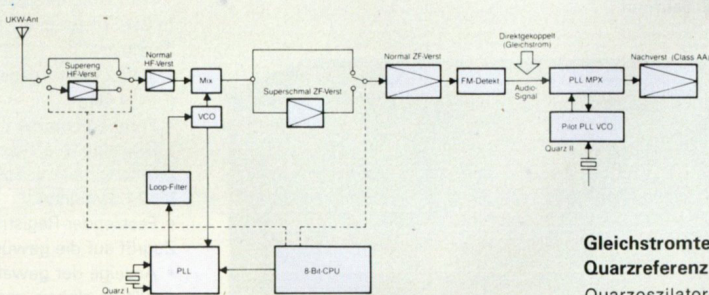 UKW-Ant
Supereng
HF-Verst
Normal
HF-Verst
Mix
VCO
Loop-Filter
PLL
Quarz I
8-Bit-CPU
Superschmal ZF-Verst
Normal ZF-Verst
FM-Detekt
Direktgekoppelt
(Gleichstrom)
Audio-
Signal
PLL MPX
Pilot PLL VCO
Quarz II
Nachverst (Class AA)
Gleichstromte
Quarzreferenz
Quarzoszilator